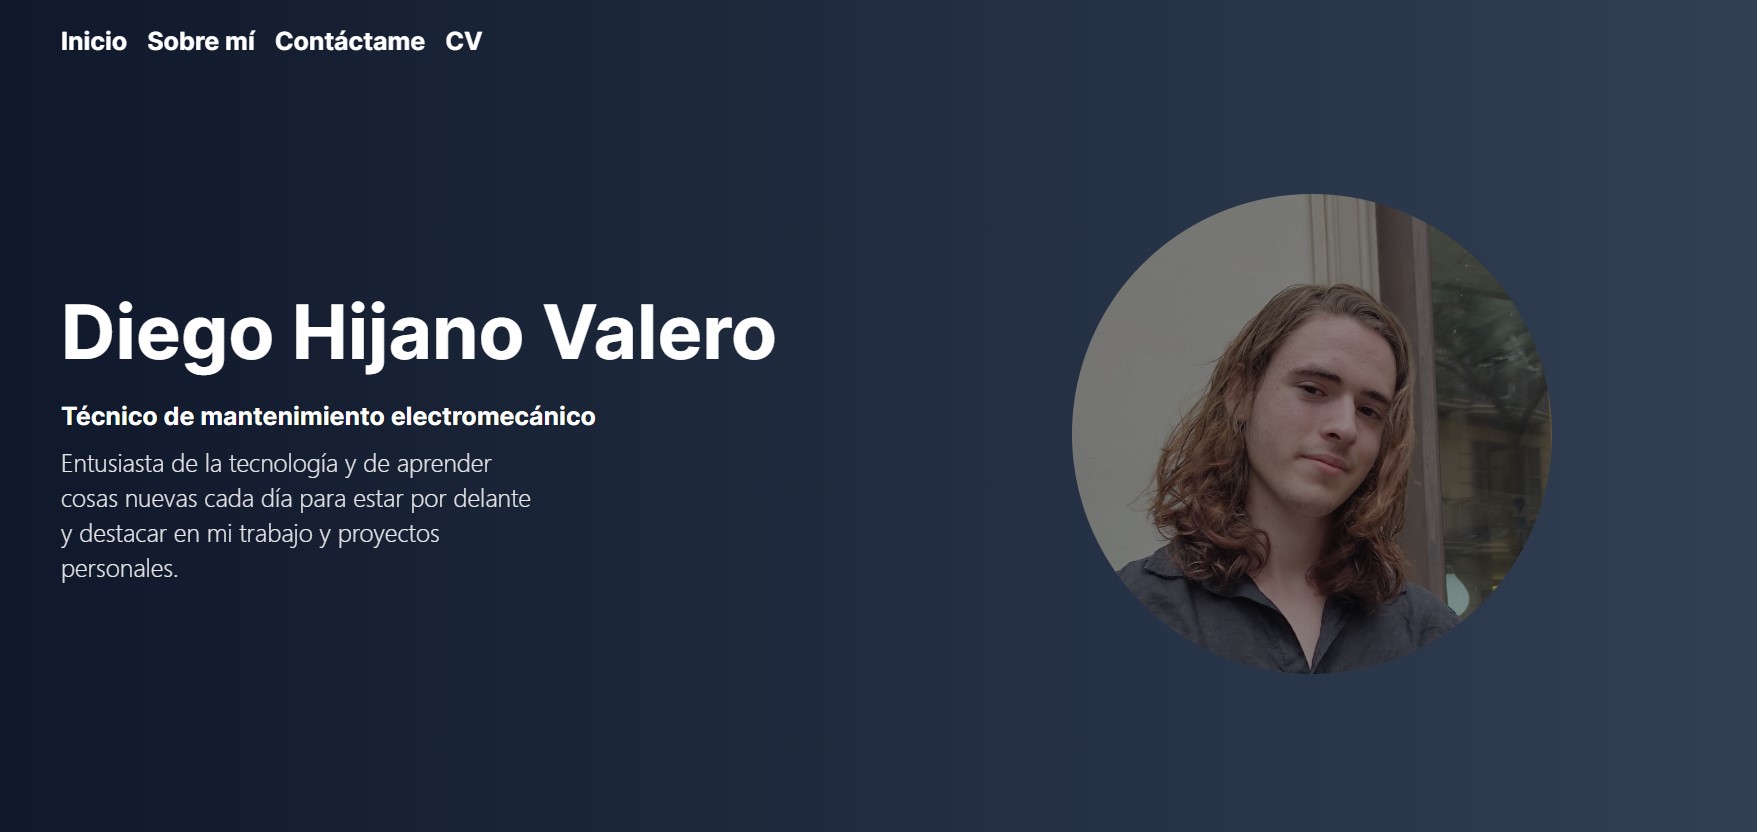 Inicio Sobre mí Contáctame CV
Diego Hijano Valero
Técnico de mantenimiento electromecánico
Entusiasta de la tecnología y de aprender
cosas nuevas cada día para estar por delante
y destacar en mi trabajo y proyectos
personales.